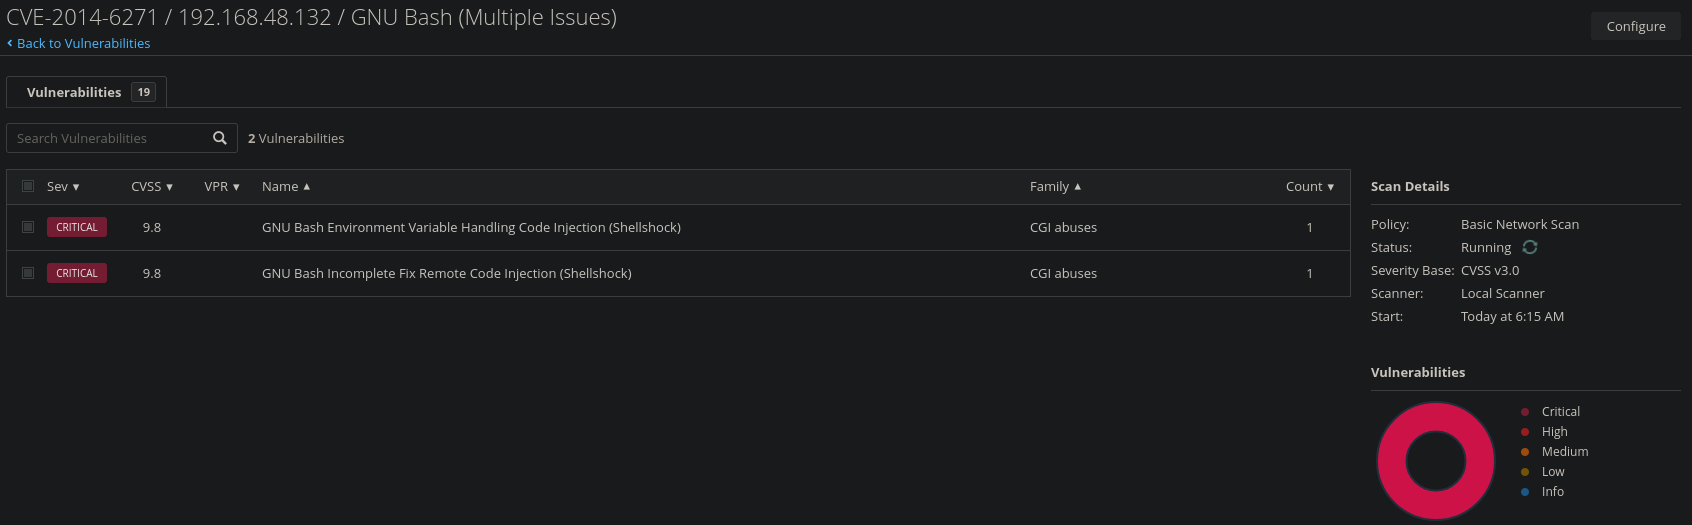 CVE-2014-6271 / 192.168.48.132 / GNU Bash (Multiple Issues)
Configure
‹ Back to Vulnerabilities
Vulnerabilities 19
Search Vulnerabilities
2 Vulnerabilities
Sev ▼ CVSS ▼ VPR ▼ Name ▲ Family ▲ Count ▼
CRITICAL 9.8 GNU Bash Environment Variable Handling Code Injection (Shellshock) CGI abuses 1
CRITICAL 9.8 GNU Bash Incomplete Fix Remote Code Injection (Shellshock) CGI abuses 1
Scan Details
Policy: Basic Network Scan
Status: Running
Severity Base: CVSS v3.0
Scanner: Local Scanner
Start: Today at 6:15 AM
Vulnerabilities
Critical
High
Medium
Low
Info